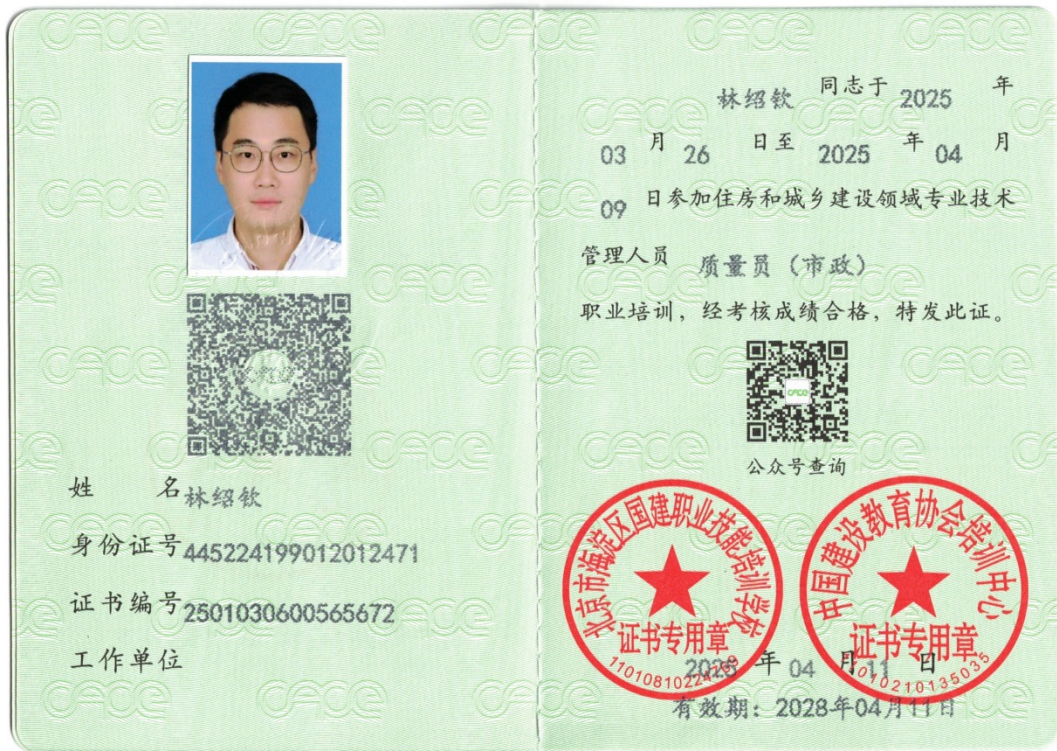 姓 名 林绍钦
身份证号 445224199012012471
证书编号 2501030600565672
工作单位
林绍钦 同志于 2025 年
03 月 26 日至 2025 年 04 月
09 日参加住房和城乡建设领域专业技术
管理人员 质量员（市政）
职业培训，经考核成绩合格，特发此证。
公众号查询
北京市海淀区国建职业技能培训学校
证书专用章
中国建设教育协会培训中心
证书专用章
11010210135035
2025 年 04 月 11 日
有效期：2028年04月11日